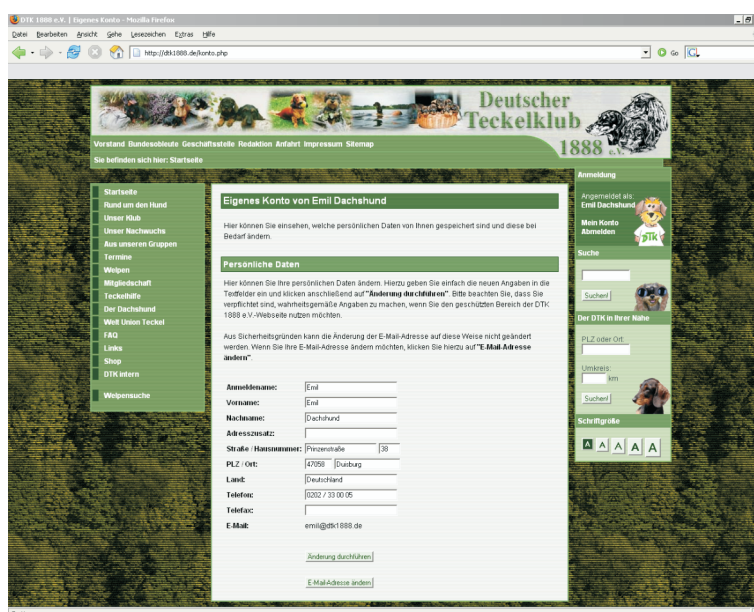 DTK 1888 e.V. | Eigenes Konto - Mozilla Firefox
Datei Bearbeiten Ansicht Gehe Lesezeichen Extras Hilfe
http://dtk1888.de/konto.php
Go
Deutscher
Teckelklub
1888 e.V.
Vorstand Bundesobleute Geschäftsstelle Redaktion Anfahrt Impressum Sitemap
Sie befinden sich hier: Startseite
Startseite
Rund um den Hund
Unser Klub
Unser Nachwuchs
Aus unseren Gruppen
Termine
Welpen
Mitgliedschaft
Teckelhilfe
Der Dachshund
Welt Union Teckel
FAQ
Links
Shop
DTK intern
Welpensuche
Eigenes Konto von Emil Dachshund
Hier können Sie einsehen, welche persönlichen Daten von Ihnen gespeichert sind und diese bei
Bedarf ändern.
Persönliche Daten
Hier können Sie Ihre persönlichen Daten ändern. Hierzu geben Sie einfach die neuen Angaben in die
Textfelder ein und klicken anschließend auf "Änderung durchführen". Bitte beachten Sie, dass Sie
verpflichtet sind, wahrheitsgemäße Angaben zu machen, wenn Sie den geschützten Bereich der DTK
1888 e.V.-Webseite nutzen möchten.
Aus Sicherheitsgründen kann die Änderung der E-Mail-Adresse auf diese Weise nicht geändert
werden. Wenn Sie Ihre E-Mail-Adresse ändern möchten, klicken Sie hierzu auf "E-Mail-Adresse
ändern".
Anmeldename: Emil
Vorname: Emil
Nachname: Dachshund
Adresszusatz:
Straße / Hausnummer: Prinzenstraße 38
PLZ / Ort: 47058 Duisburg
Land: Deutschland
Telefon: 0202 / 33 00 05
Telefax:
E-Mail: emil@dtk1888.de
Änderung durchführen
E-Mail-Adresse ändern
Anmeldung
Angemeldet als:
Emil Dachshund
Mein Konto
Abmelden
DTK
Suche
Suchen!
Der DTK in Ihrer Nähe
PLZ oder Ort:
Umkreis:
km
Suchen!
Schriftgröße
A A A A A